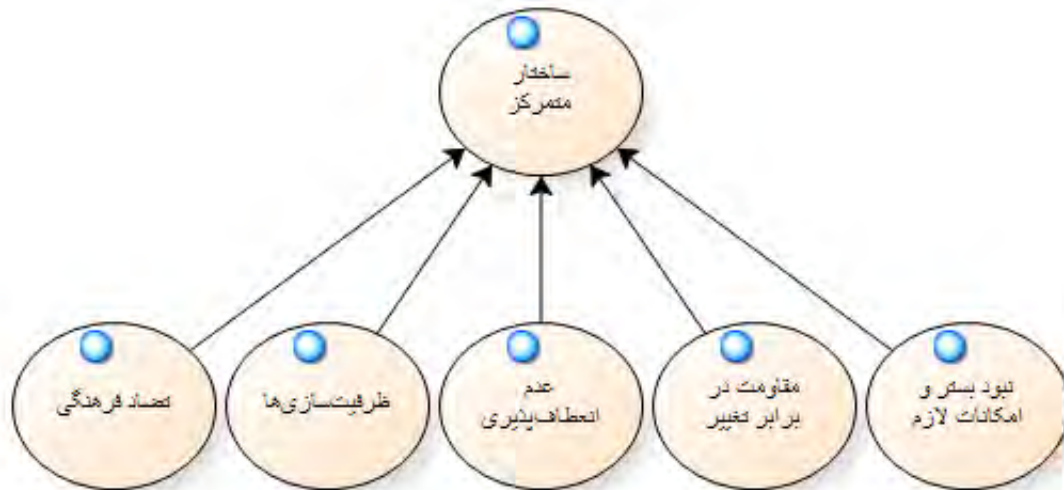 ساختار
متمرکز
نبود بستر و
امکانات لازم
مقاومت در
برابر تغییر
عدم
انعطاف‌پذیری
ظرفیت‌سازی‌ها
تضاد فرهنگی